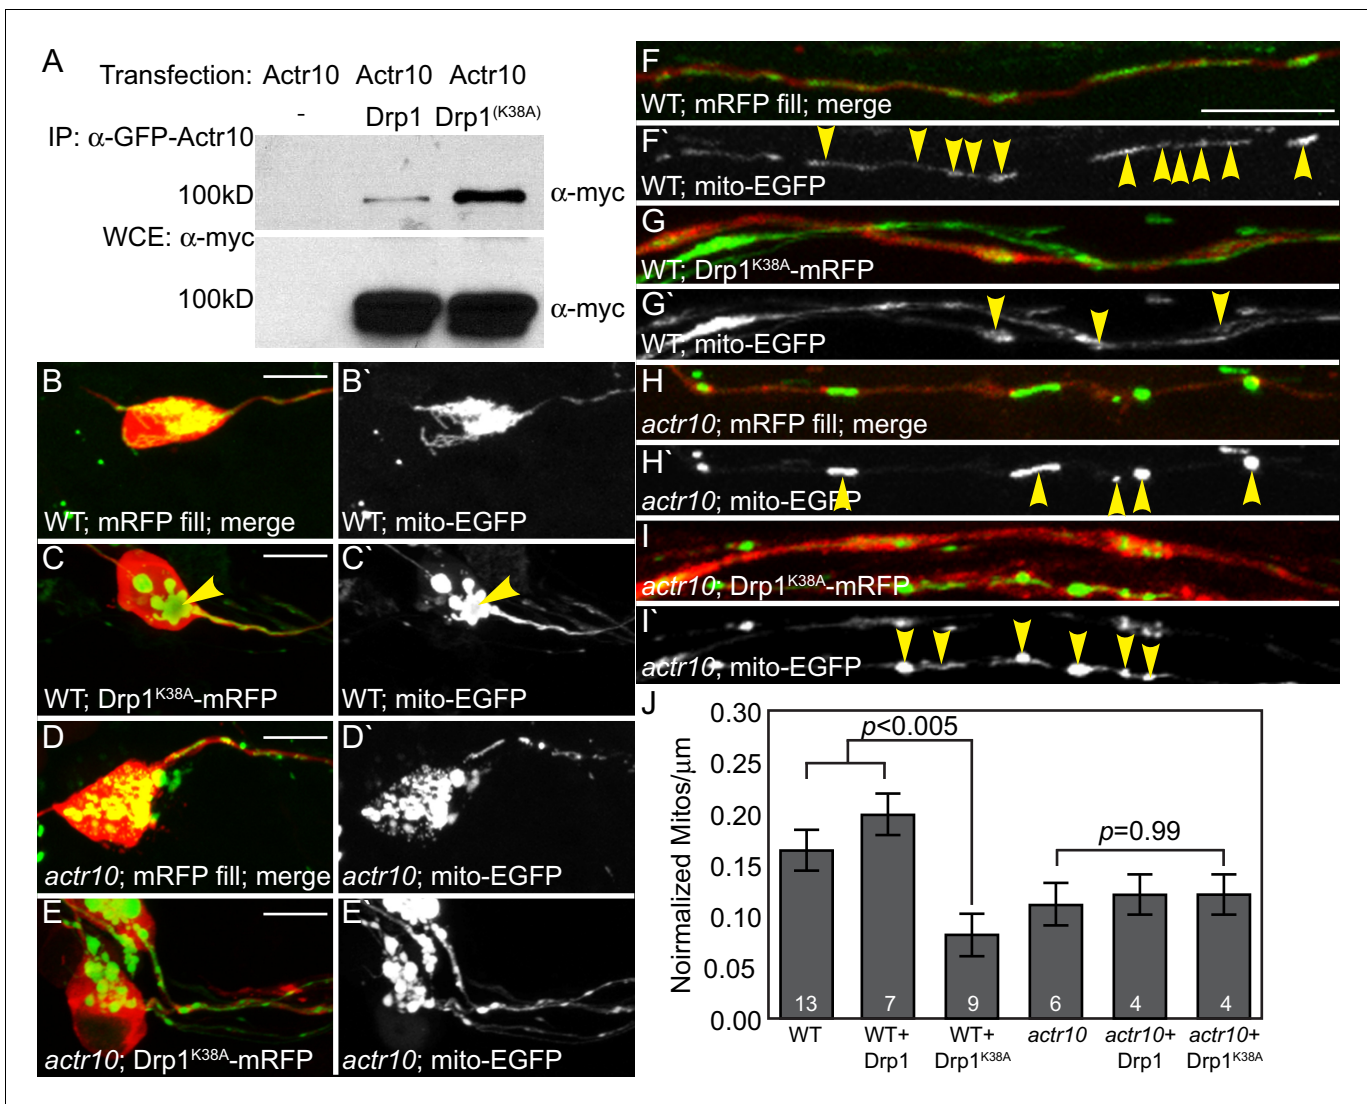 A
Transfection: Actr10 Actr10 Actr10
- Drp1 Drp1(K38A)
IP: α-GFP-Actr10
100kD α-myc
WCE: α-myc
100kD α-myc
B
WT; mRFP fill; merge
B`
WT; mito-EGFP
C
WT; Drp1K38A-mRFP
C`
WT; mito-EGFP
D
actr10; mRFP fill; merge
D`
actr10; mito-EGFP
E
actr10; Drp1K38A-mRFP
E`
actr10; mito-EGFP
F
WT; mRFP fill; merge
F`
WT; mito-EGFP
G
WT; Drp1K38A-mRFP
G`
WT; mito-EGFP
H
actr10; mRFP fill; merge
H`
actr10; mito-EGFP
I
actr10; Drp1K38A-mRFP
I`
actr10; mito-EGFP
J
Noirmalized Mitos/μm
0.30
0.25
0.20
0.15
0.10
0.05
0.00
p<0.005
p=0.99
13 7 9 6 4 4
WT WT+ WT+ actr10 actr10+ actr10+
Drp1 Drp1K38A Drp1 Drp1K38A